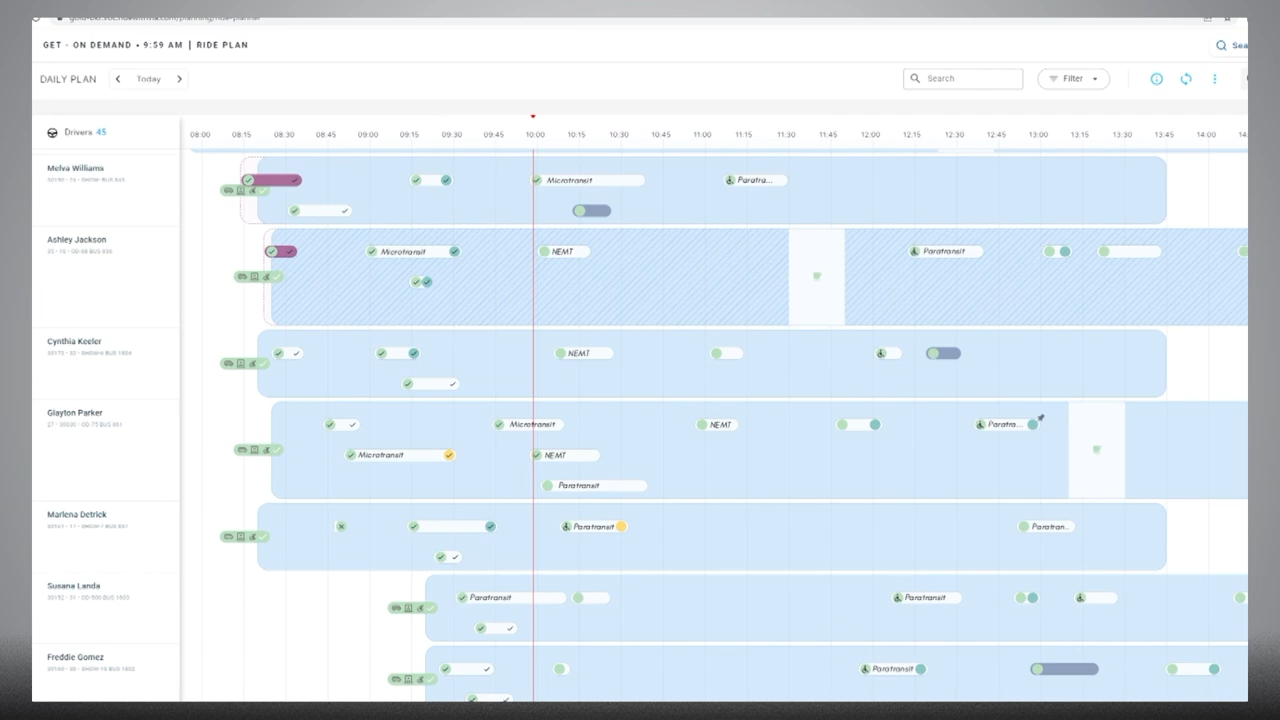 GET - ON DEMAND • 9:59 AM | RIDE PLAN
Sea
DAILY PLAN
Today
Search
Filter
Drivers 45
08:00 08:15 08:30 08:45 09:00 09:15 09:30 09:45 10:00 10:15 10:30 10:45 11:00 11:15 11:30 11:45 12:00 12:15 12:30 12:45 13:00 13:15 13:30 13:45 14:00 14:
Melva Williams
Microtransit Paratra...
Ashley Jackson
Microtransit NEMT Paratransit
Cynthia Keeler
NEMT
Glayton Parker
Microtransit NEMT Paratra...
Microtransit NEMT
Paratransit
Marlena Detrick
Paratransit Paratran..
Susana Landa
Paratransit Paratransit
Freddie Gomez
Paratransit